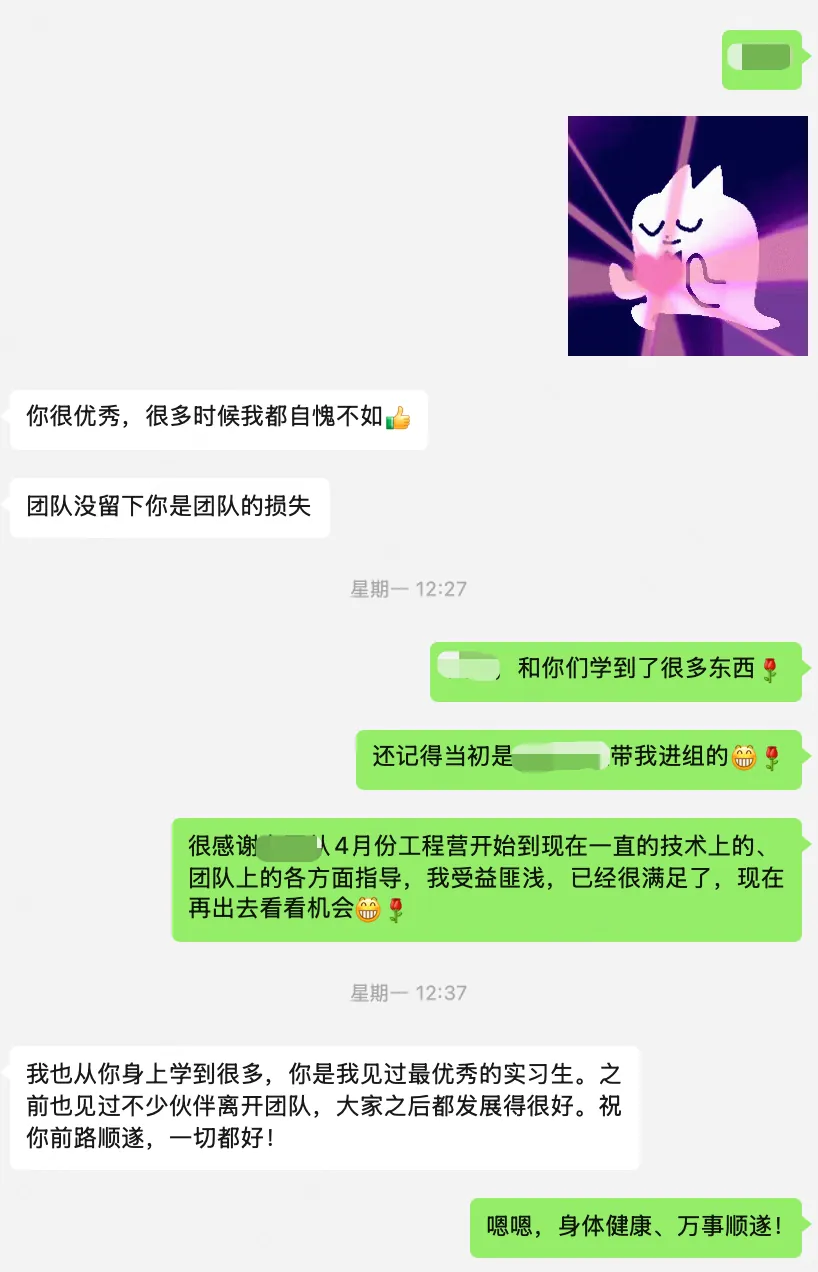 你很优秀，很多时候我都自愧不如👍
团队没留下你是团队的损失
星期一 12:27
，和你们学到了很多东西🌹
还记得当初是带我进组的😁🌹
很感谢从4月份工程营开始到现在一直的技术上的、
团队上的各方面指导，我受益匪浅，已经很满足了，现在
再出去看看机会😁🌹
星期一 12:37
我也从你身上学到很多，你是我见过最优秀的实习生。之
前也见过不少伙伴离开团队，大家之后都发展得很好。祝
你前路顺遂，一切都好！
嗯嗯，身体健康、万事顺遂！